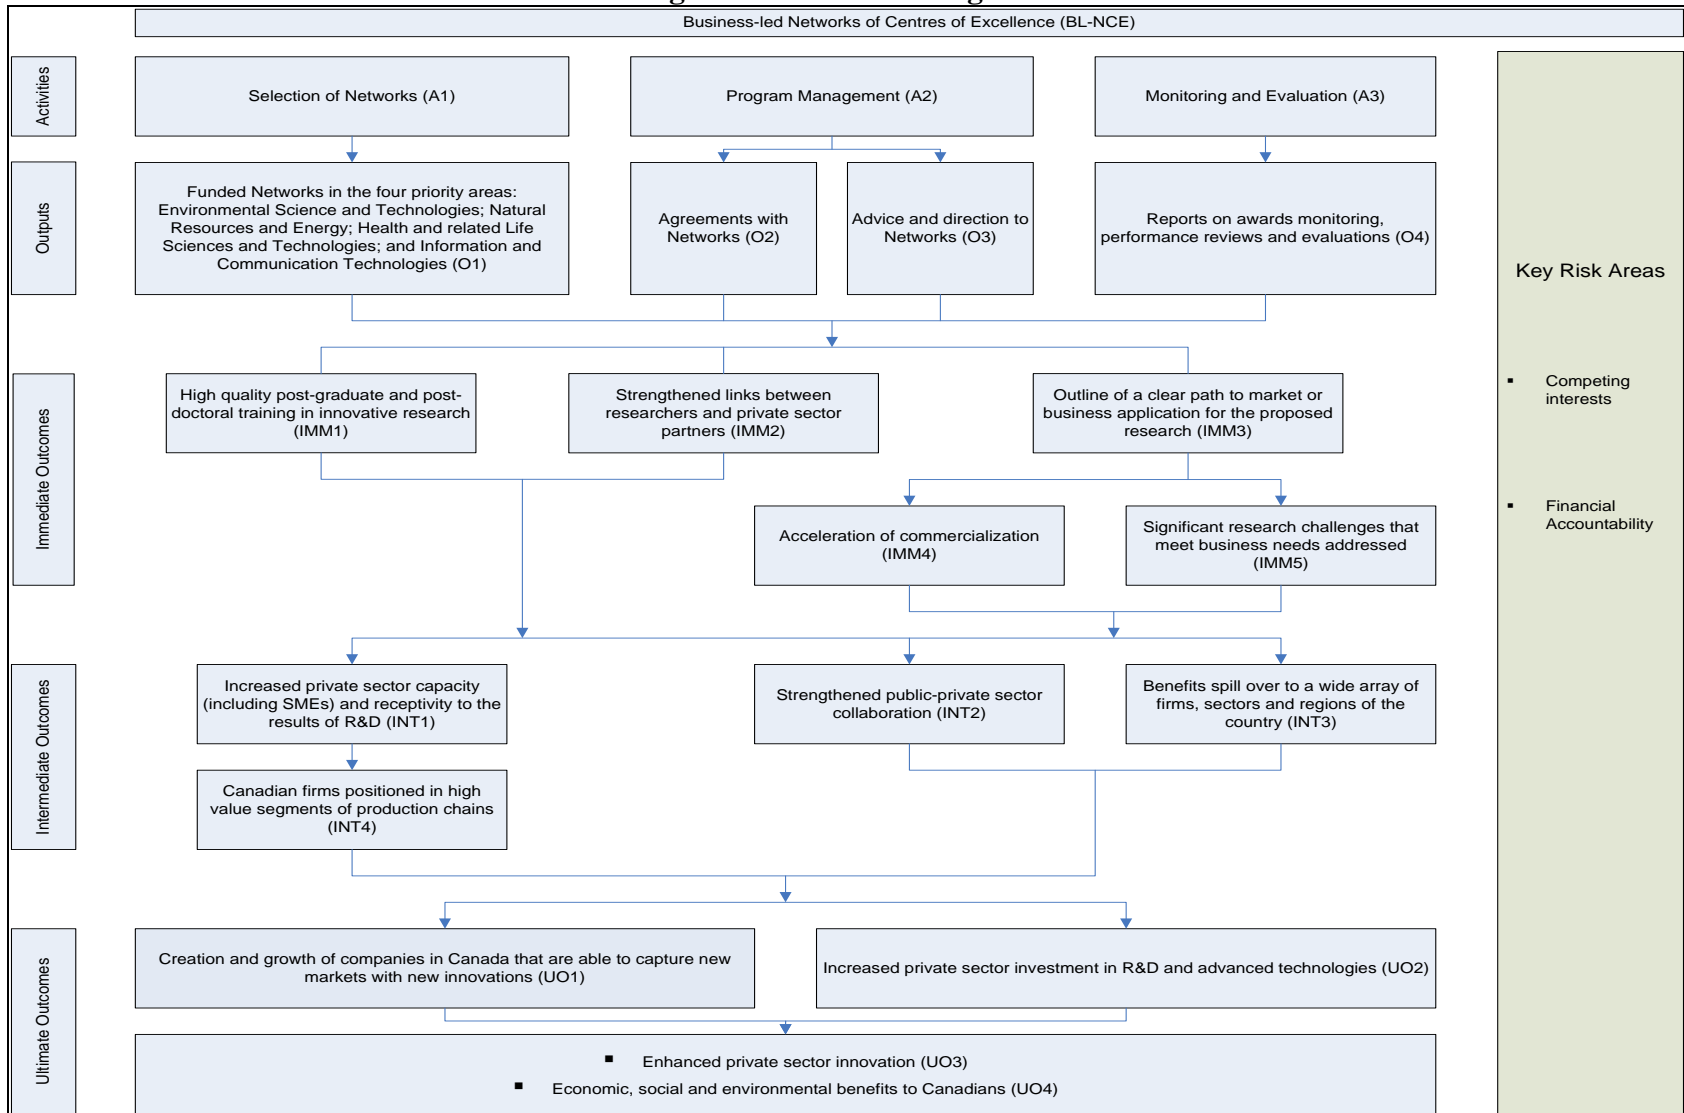 Business-led Networks of Centres of Excellence (BL-NCE)
Activities
Selection of Networks (A1)
Program Management (A2)
Monitoring and Evaluation (A3)
Outputs
Funded Networks in the four priority areas:
Environmental Science and Technologies; Natural
Resources and Energy; Health and related Life
Sciences and Technologies; and Information and
Communication Technologies (O1)
Agreements with
Networks (O2)
Advice and direction to
Networks (O3)
Reports on awards monitoring,
performance reviews and evaluations (O4)
Key Risk Areas
▪ Competing
interests
▪ Financial
Accountability
Immediate Outcomes
High quality post-graduate and post-
doctoral training in innovative research
(IMM1)
Strengthened links between
researchers and private sector
partners (IMM2)
Outline of a clear path to market or
business application for the proposed
research (IMM3)
Acceleration of commercialization
(IMM4)
Significant research challenges that
meet business needs addressed
(IMM5)
Intermediate Outcomes
Increased private sector capacity
(including SMEs) and receptivity to the
results of R&D (INT1)
Strengthened public-private sector
collaboration (INT2)
Benefits spill over to a wide array of
firms, sectors and regions of the
country (INT3)
Canadian firms positioned in high
value segments of production chains
(INT4)
Ultimate Outcomes
Creation and growth of companies in Canada that are able to capture new
markets with new innovations (UO1)
Increased private sector investment in R&D and advanced technologies (UO2)
▪ Enhanced private sector innovation (UO3)
▪ Economic, social and environmental benefits to Canadians (UO4)